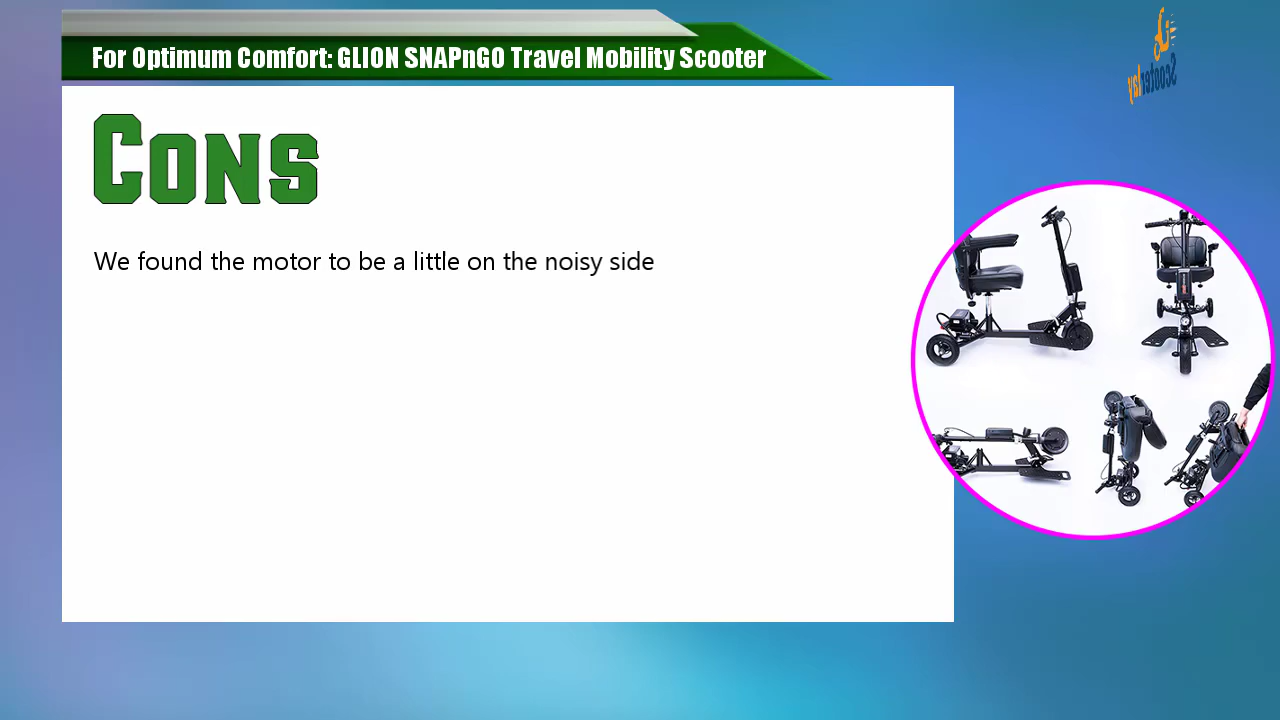 For Optimum Comfort: GLION SNAPnGO Travel Mobility Scooter
Scooterlay
Cons
We found the motor to be a little on the noisy side